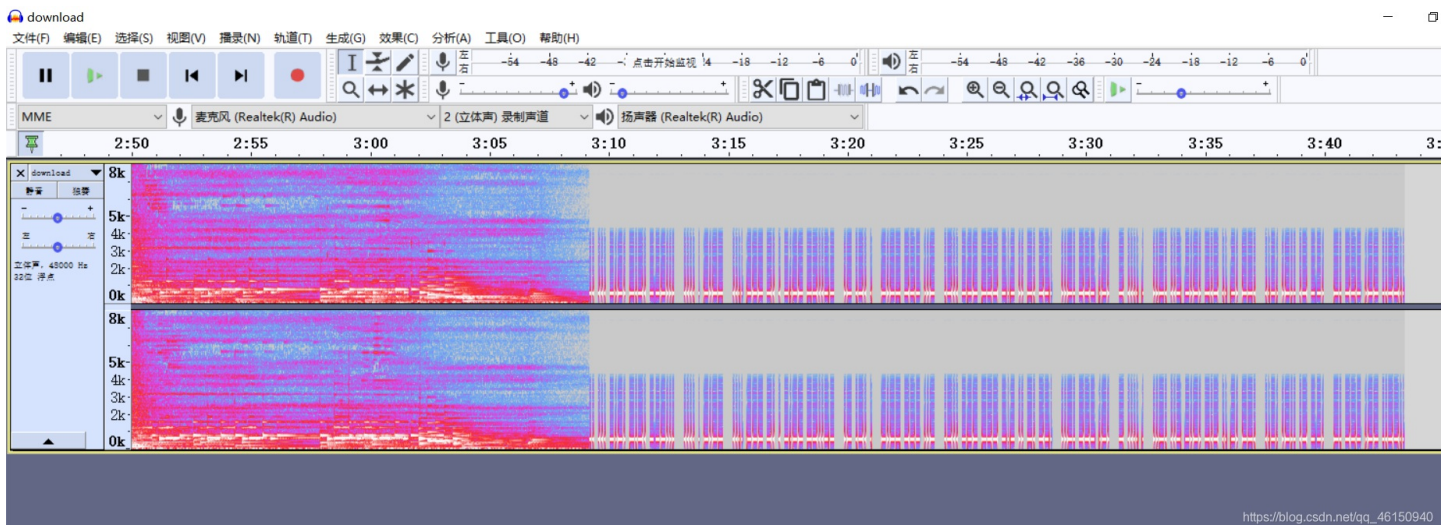 download
文件(F) 编辑(E) 选择(S) 视图(V) 播录(N) 轨道(T) 生成(G) 效果(C) 分析(A) 工具(O) 帮助(H)
左 右 -54 -48 -42 点击开始监视 -18 -12 -6 0 左 右 -54 -48 -42 -36 -30 -24 -18 -12 -6 0
MME 麦克风 (Realtek(R) Audio) 2 (立体声) 录制声道 扬声器 (Realtek(R) Audio)
2:50 2:55 3:00 3:05 3:10 3:15 3:20 3:25 3:30 3:35 3:40
download 8k
静音 独奏
- +
5k
左 右 4k
3k
立体声, 48000 Hz 2k
32位 浮点
0k
8k
5k
4k
3k
2k
0k
https://blog.csdn.net/qq_46150940